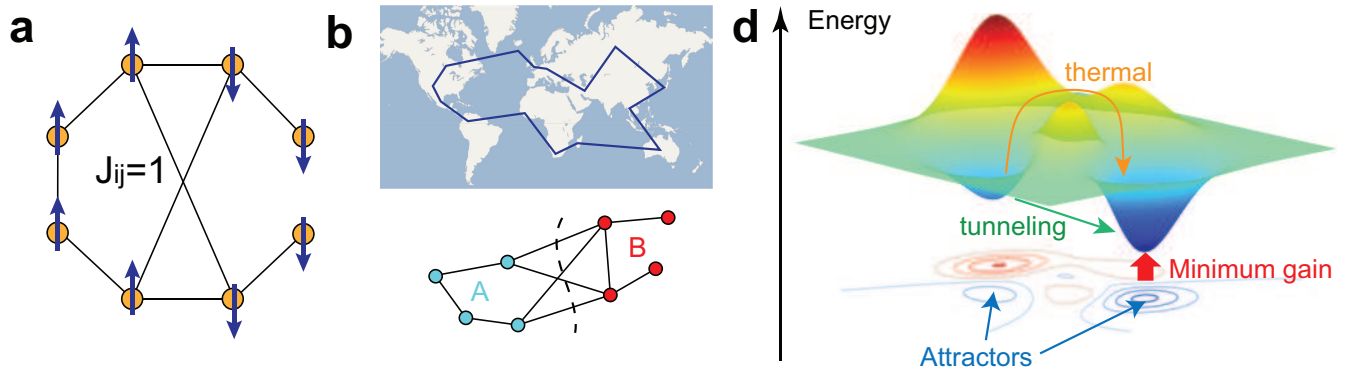 a
Jij=1
b
A
B
d
Energy
thermal
tunneling
Minimum gain
Attractors